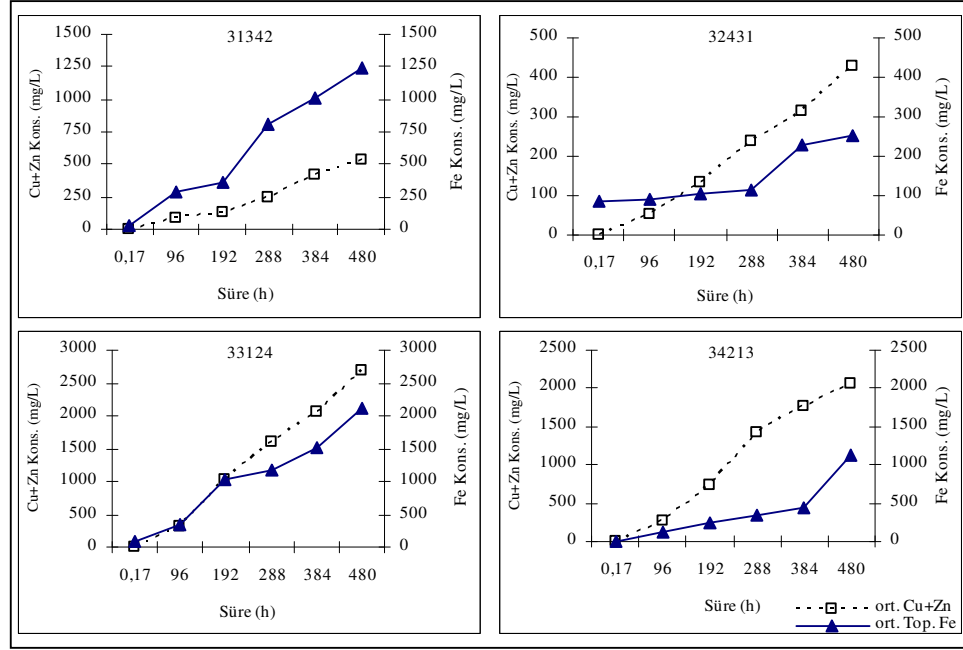 31342
1500 1250 1000 750 500 250 0
Cu+Zn Kons. (mg/L)
1500 1250 1000 750 500 250 0
Fe Kons. (mg/L)
0,17 96 192 288 384 480
Süre (h)
32431
500 400 300 200 100 0
Cu+Zn Kons. (mg/L)
500 400 300 200 100 0
Fe Kons. (mg/L)
0,17 96 192 288 384 480
Süre (h)
33124
3000 2500 2000 1500 1000 500 0
Cu+Zn Kons. (mg/L)
3000 2500 2000 1500 1000 500 0
Fe Kons. (mg/L)
0,17 96 192 288 384 480
Süre (h)
34213
2500 2000 1500 1000 500 0
Cu+Zn Kons. (mg/L)
2500 2000 1500 1000 500 0
Fe Kons. (mg/L)
0,17 96 192 288 384 480
Süre (h)
ort. Cu+Zn
ort. Top. Fe